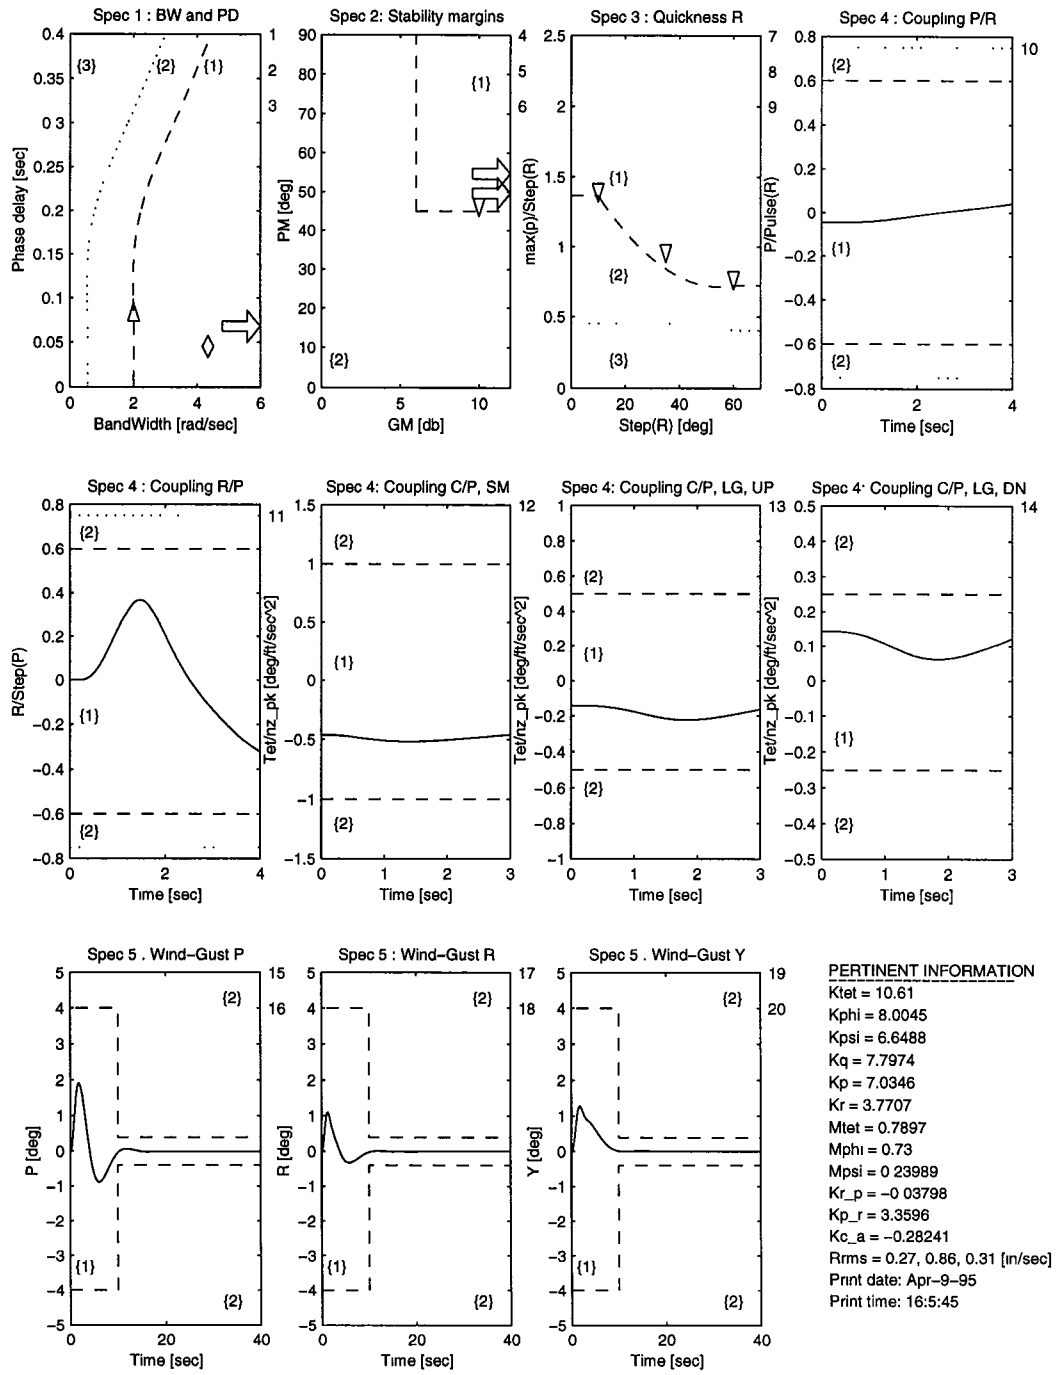 Spec 1 : BW and PD
Phase delay [sec]
0.4
0.35
0.3
0.25
0.2
0.15
0.1
0.05
0
{3}
{2}
{1}
1
2
3
0 2 4 6
BandWidth [rad/sec]
Spec 2: Stability margins
PM [deg]
90
80
70
60
50
40
30
20
10
0
{1}
{2}
4
5
6
0 5 10
GM [db]
Spec 3 : Quickness R
max(p)/Step(R)
2.5
2
1.5
1
0.5
0
{1}
{2}
{3}
7
8
9
0 20 40 60
Step(R) [deg]
Spec 4 : Coupling P/R
P/Pulse(R)
0.8
0.6
0.4
0.2
0
−0.2
−0.4
−0.6
−0.8
{2}
{1}
{2}
10
0 2 4
Time [sec]
Spec 4 : Coupling R/P
R/Step(P)
0.8
0.6
0.4
0.2
0
−0.2
−0.4
−0.6
−0.8
{2}
{1}
{2}
11
0 2 4
Time [sec]
Spec 4: Coupling C/P, SM
Tet/nz_pk [deg/ft/sec^2]
1.5
1
0.5
0
−0.5
−1
−1.5
{2}
{1}
{2}
12
0 1 2 3
Time [sec]
Spec 4: Coupling C/P, LG, UP
Tet/nz_pk [deg/ft/sec^2]
1
0.8
0.6
0.4
0.2
0
−0.2
−0.4
−0.6
−0.8
−1
{2}
{1}
{2}
13
0 1 2 3
Time [sec]
Spec 4· Coupling C/P, LG, DN
Tet/nz_pk [deg/ft/sec^2]
0.5
0.4
0.3
0.2
0.1
0
−0.1
−0.2
−0.3
−0.4
−0.5
{2}
{1}
{2}
14
0 1 2 3
Time [sec]
Spec 5 . Wind−Gust P
P [deg]
5
4
3
2
1
0
−1
−2
−3
−4
−5
{2}
{1}
{2}
15
16
0 20 40
Time [sec]
Spec 5 : Wind−Gust R
R [deg]
5
4
3
2
1
0
−1
−2
−3
−4
−5
{2}
{1}
{2}
17
18
0 20 40
Time [sec]
Spec 5 . Wind−Gust Y
Y [deg]
5
4
3
2
1
0
−1
−2
−3
−4
−5
{2}
{1}
{2}
19
20
0 20 40
Time [sec]
PERTINENT INFORMATION
Ktet = 10.61
Kphi = 8.0045
Kpsi = 6.6488
Kq = 7.7974
Kp = 7.0346
Kr = 3.7707
Mtet = 0.7897
Mphi = 0.73
Mpsi = 0 23989
Kr_p = −0 03798
Kp_r = 3.3596
Kc_a = −0.28241
Rrms = 0.27, 0.86, 0.31 [in/sec]
Print date: Apr−9−95
Print time: 16:5:45